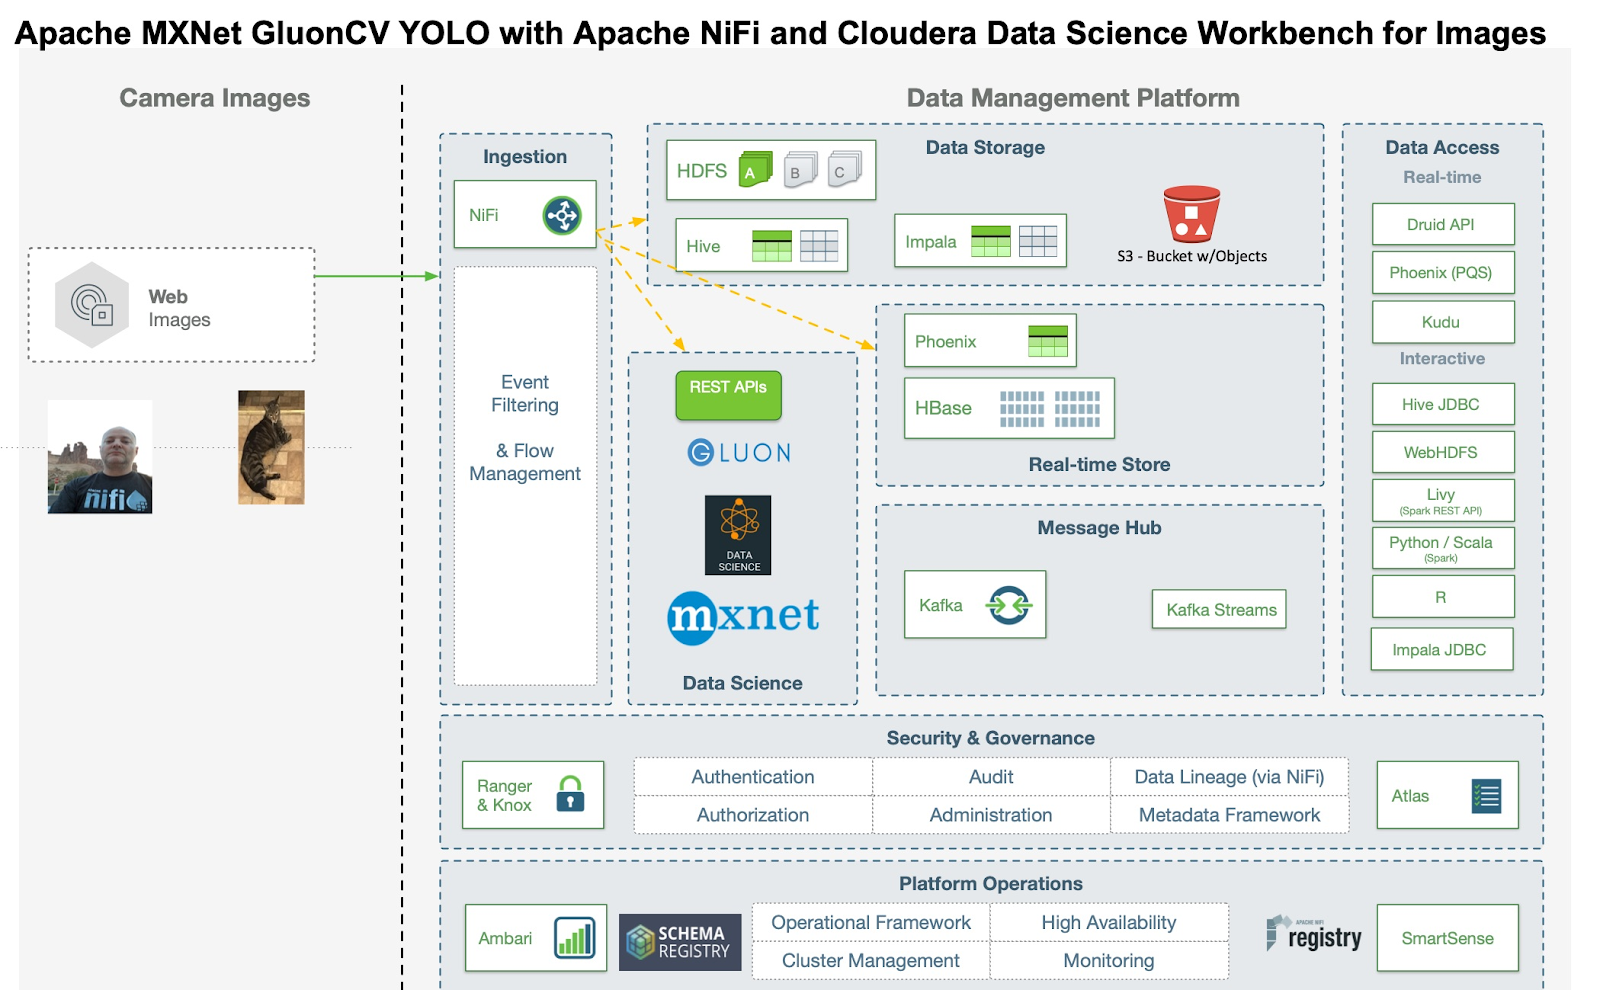 Apache MXNet GluonCV YOLO with Apache NiFi and Cloudera Data Science Workbench for Images
Camera Images
Data Management Platform
Web
Images
nifi
Ingestion
NiFi
Event
Filtering
& Flow
Management
Data Storage
HDFS
A
B
C
Hive
Impala
S3 - Bucket w/Objects
REST APIs
GLUON
DATA
SCIENCE
mxnet
Data Science
Phoenix
HBase
Real-time Store
Message Hub
Kafka
Kafka Streams
Data Access
Real-time
Druid API
Phoenix (PQS)
Kudu
Interactive
Hive JDBC
WebHDFS
Livy
(Spark REST API)
Python / Scala
(Spark)
R
Impala JDBC
Security & Governance
Ranger
& Knox
Authentication
Audit
Data Lineage (via NiFi)
Authorization
Administration
Metadata Framework
Atlas
Platform Operations
Ambari
SCHEMA
REGISTRY
Operational Framework
High Availability
Cluster Management
Monitoring
APACHE NIFI
registry
SmartSense